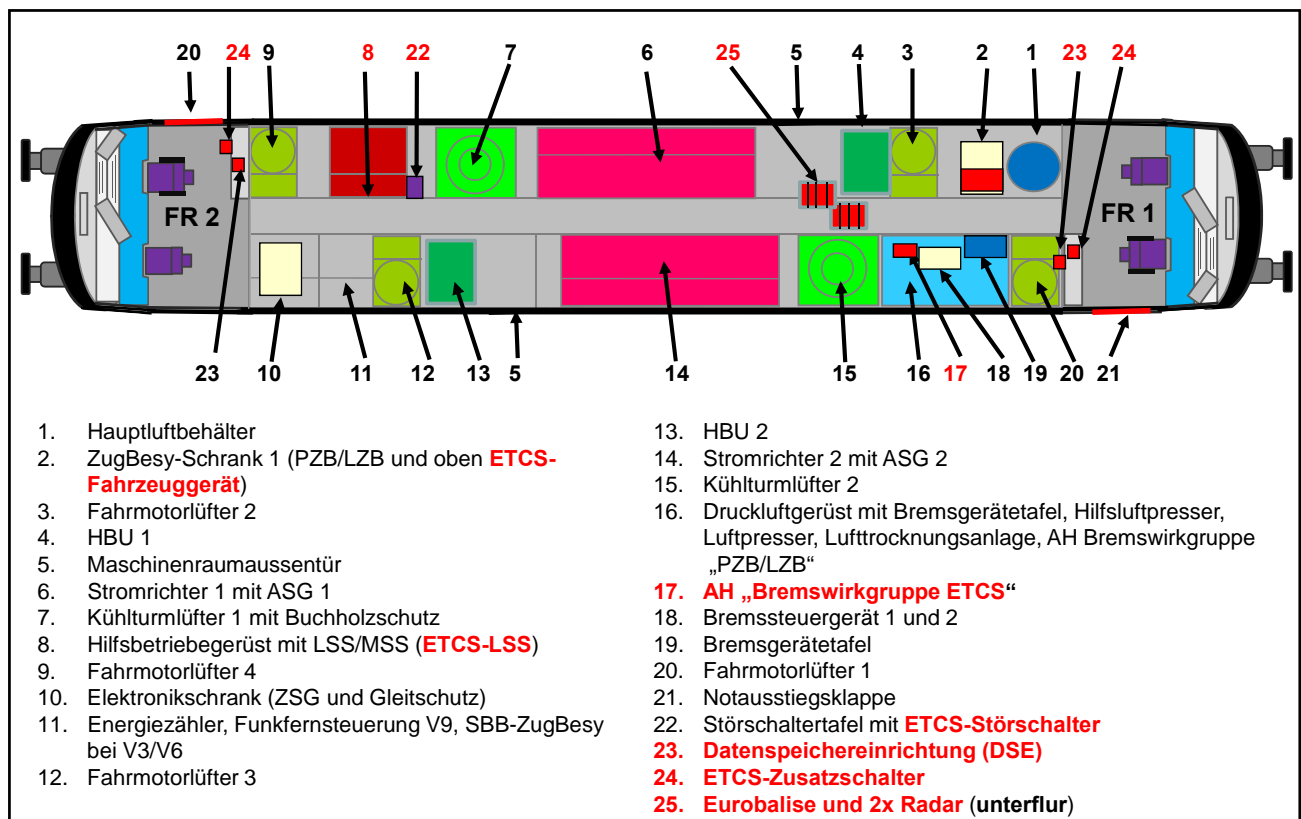 20 24 9 8 22 7 6 25 5 4 3 2 1 23 24
FR 2
FR 1
23 10 11 12 13 5 14 15 16 17 18 19 20 21
1. Hauptluftbehälter
2. ZugBesy-Schrank 1 (PZB/LZB und oben ETCS-
Fahrzeuggerät)
3. Fahrmotorlüfter 2
4. HBU 1
5. Maschinenraumaussentür
6. Stromrichter 1 mit ASG 1
7. Kühlturmlüfter 1 mit Buchholzschutz
8. Hilfsbetriebegerüst mit LSS/MSS (ETCS-LSS)
9. Fahrmotorlüfter 4
10. Elektronikschrank (ZSG und Gleitschutz)
11. Energiezähler, Funkfernsteuerung V9, SBB-ZugBesy
bei V3/V6
12. Fahrmotorlüfter 3
13. HBU 2
14. Stromrichter 2 mit ASG 2
15. Kühlturmlüfter 2
16. Druckluftgerüst mit Bremsgerätetafel, Hilfsluftpresser,
Luftpresser, Lufttrocknungsanlage, AH Bremswirkgruppe
„PZB/LZB“
17. AH „Bremswirkgruppe ETCS“
18. Bremssteuergerät 1 und 2
19. Bremsgerätetafel
20. Fahrmotorlüfter 1
21. Notausstiegsklappe
22. Störschaltertafel mit ETCS-Störschalter
23. Datenspeichereinrichtung (DSE)
24. ETCS-Zusatzschalter
25. Eurobalise und 2x Radar (unterflur)